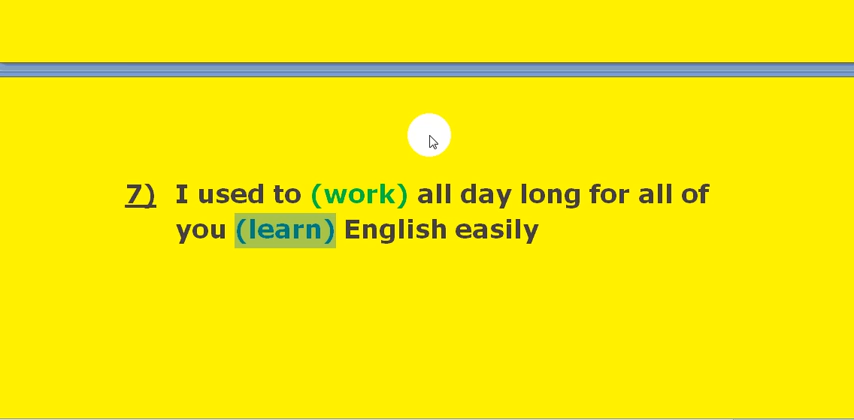 7) I used to (work) all day long for all of
you (learn) English easily